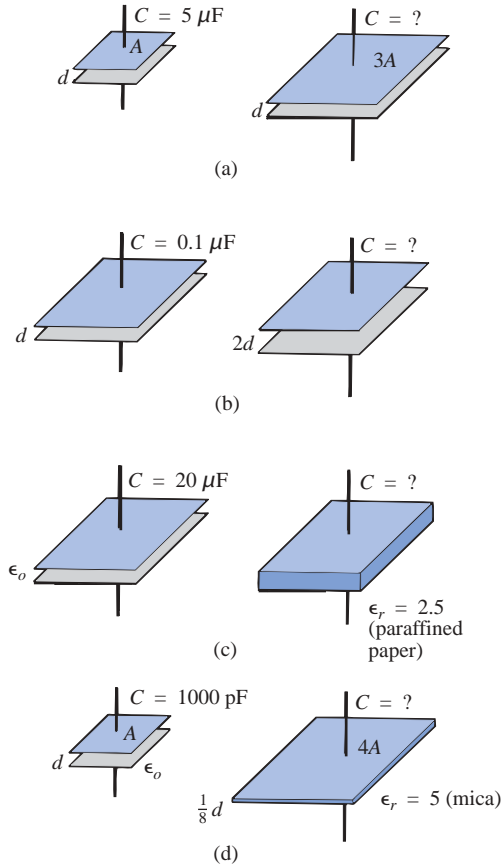 C = 5 μF
C = ?
A
3A
d
d
(a)
C = 0.1 μF
C = ?
d
2d
(b)
C = 20 μF
C = ?
ϵo
ϵr = 2.5
(paraffined
paper)
(c)
C = 1000 pF
C = ?
A
4A
d
ϵo
1/8 d
ϵr = 5 (mica)
(d)